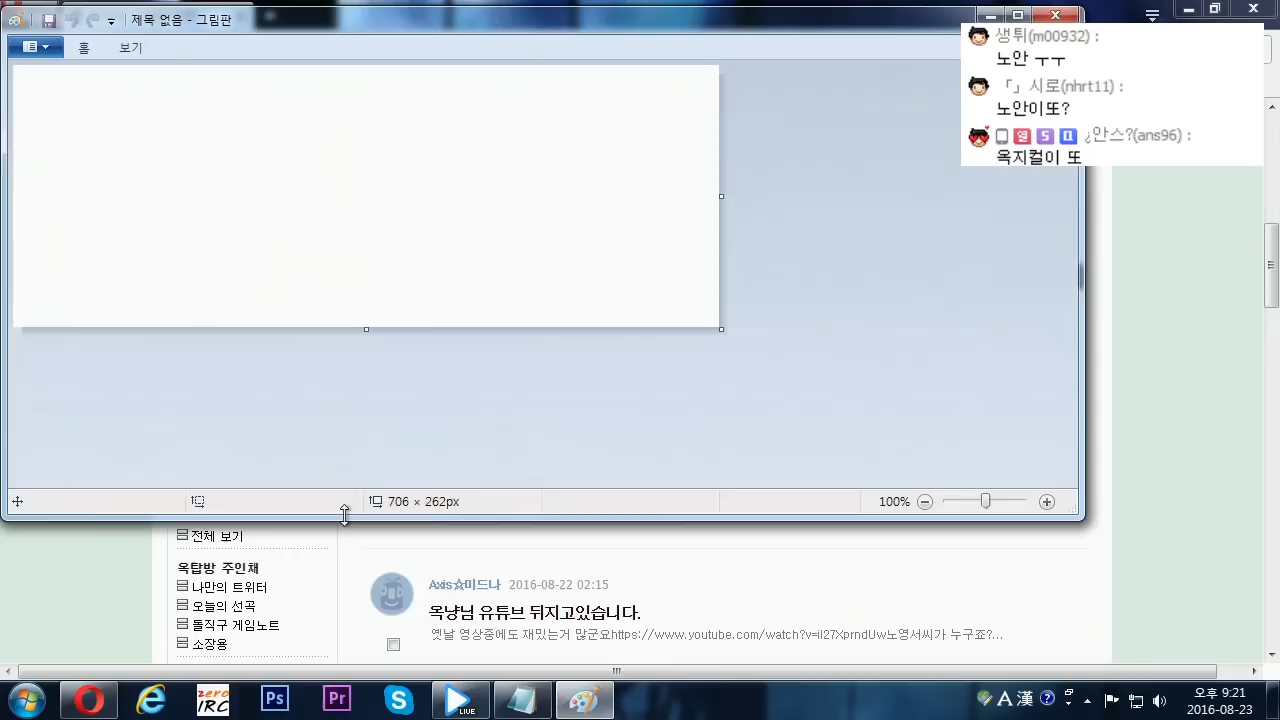 제목 없음 - 그림판
홈 보기
생튀(m00932) :
노안 ㅜㅜ
「」시로(nhrt11) :
노안이또?
열 5 ¿안스?(ans96) :
옥지컬이 또
706 × 262px
100%
전체 보기
옥탑방 주인채
나만의 트위터
오늘의 선곡
돌직구 게임노트
소장용
Axis☆미드나 2016-08-22 02:15
옥냥님 유튜브 뒤지고있습니다.
옛날 영상중에도 재밌는거 많군요https://www.youtube.com/watch?v=iI27XprndUw노영서씨가 누구죠?...
zero
IRC
Ps
Pr
S
LIVE
A 漢 ?
오후 9:21
2016-08-23